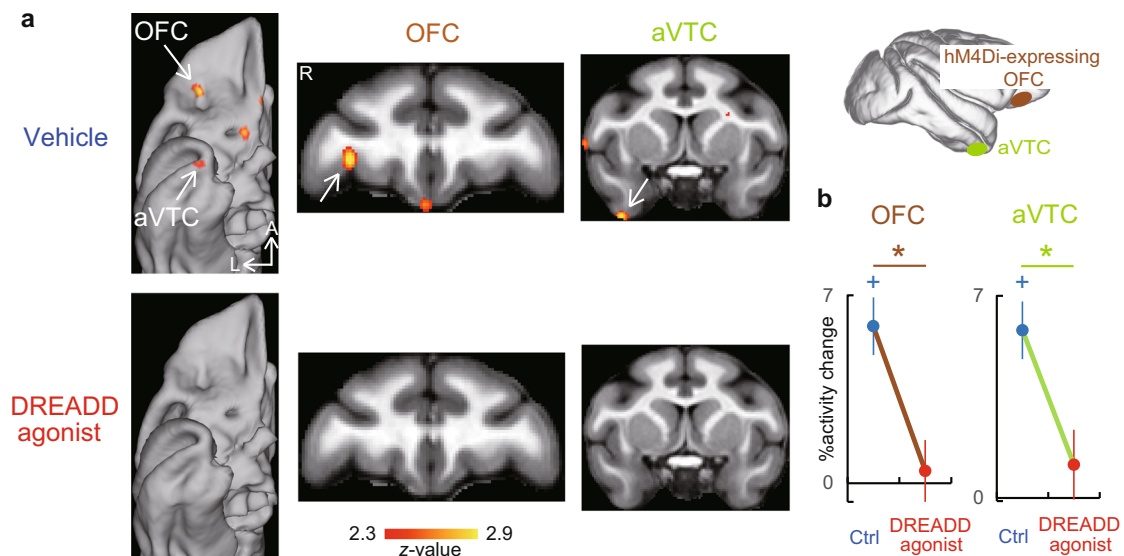 a
OFC
aVTC
A
L
Vehicle
OFC
R
aVTC
hM4Di-expressing
OFC
aVTC
DREADD
agonist
2.3
2.9
z-value
b
OFC
aVTC
*
*
+
+
7
7
%activity change
0
0
Ctrl
DREADD
agonist
Ctrl
DREADD
agonist